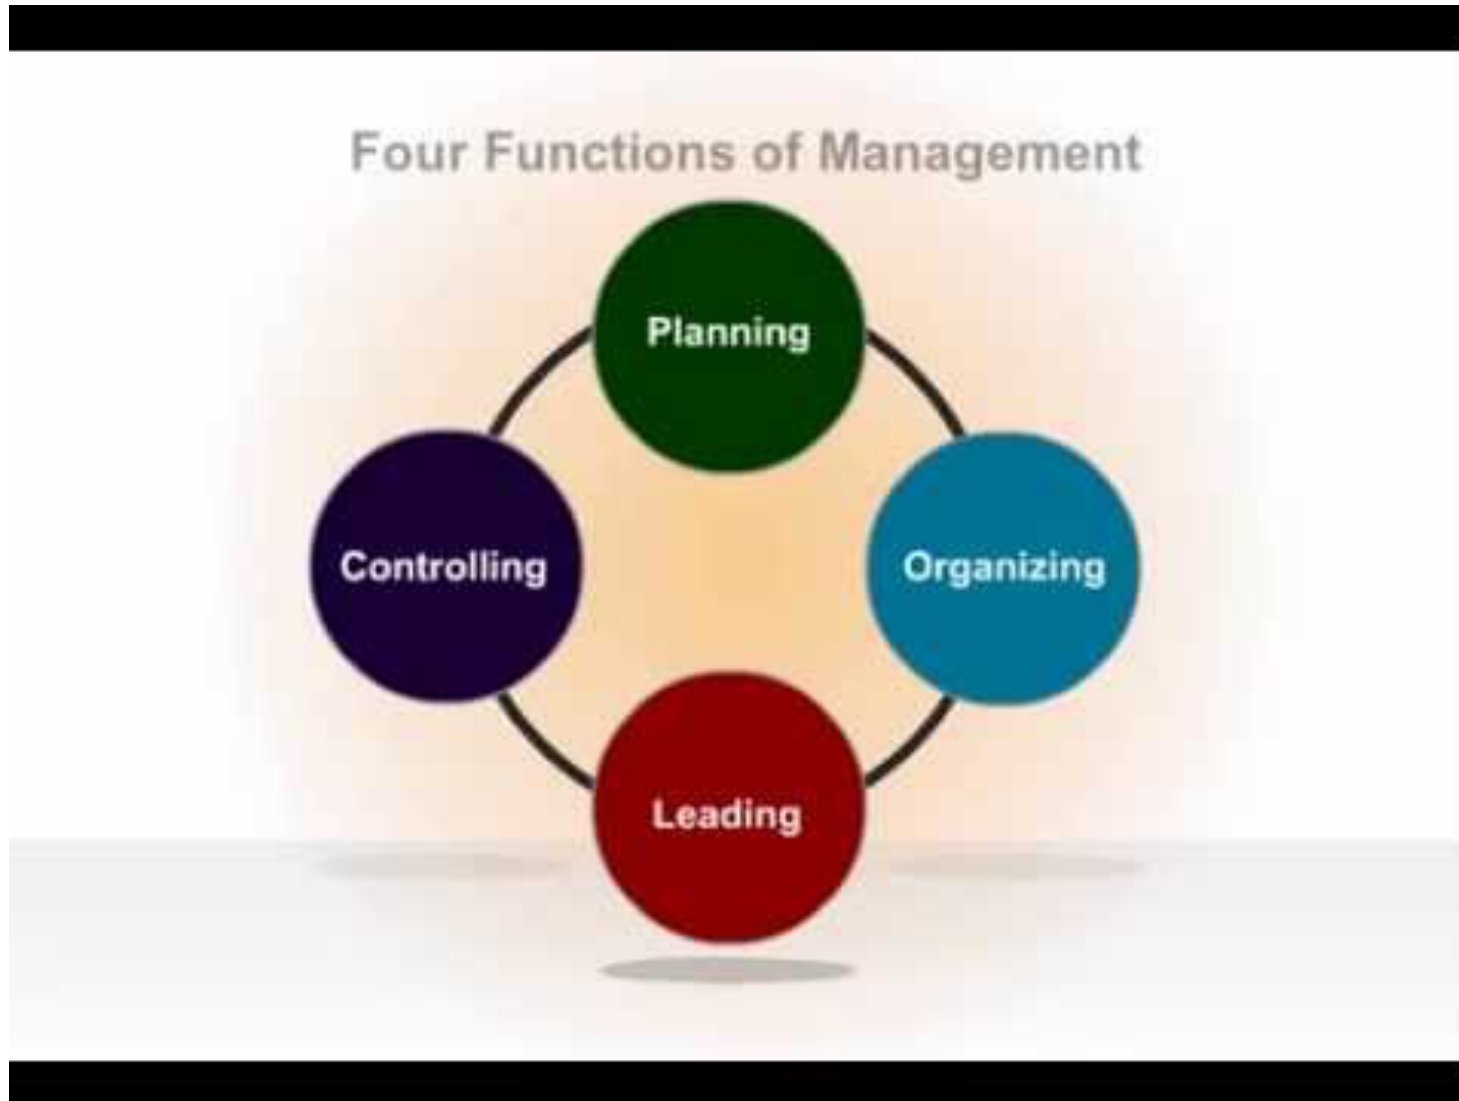 Four Functions of Management
Planning
Controlling
Organizing
Leading